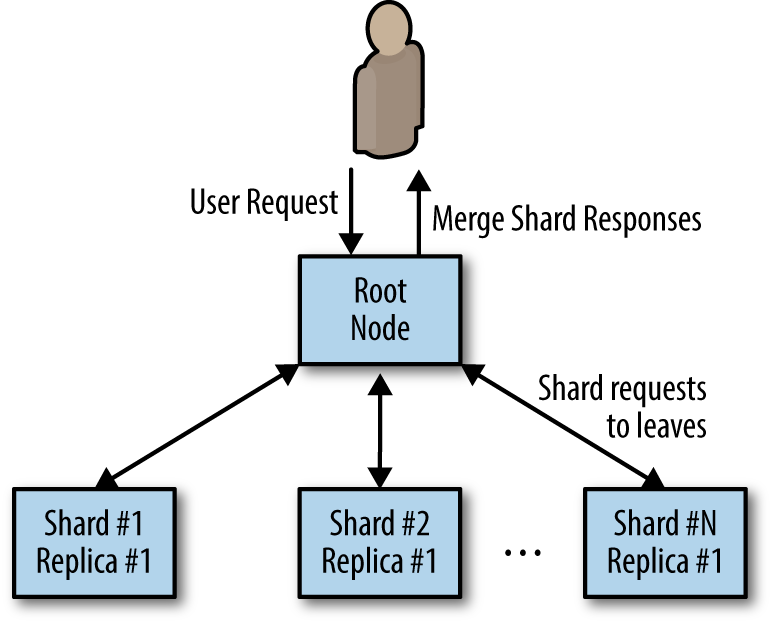 User Request
Merge Shard Responses
Root
Node
Shard requests
to leaves
Shard #1
Replica #1
Shard #2
Replica #1
...
Shard #N
Replica #1